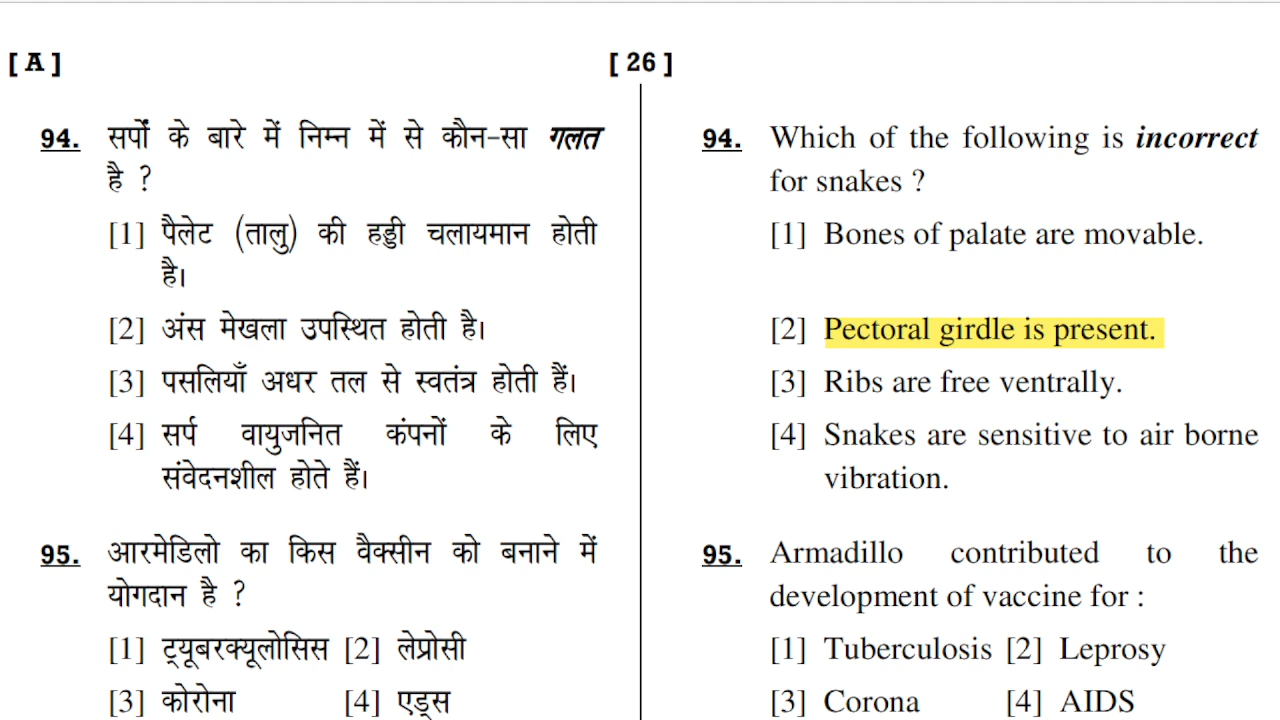 [ A ]
[ 26 ]
94. सर्पों के बारे में निम्न में से कौन-सा गलत
है ?
[1] पैलेट (तालु) की हड्डी चलायमान होती
है।
[2] अंस मेखला उपस्थित होती है।
[3] पसलियाँ अधर तल से स्वतंत्र होती हैं।
[4] सर्प वायुजनित कंपनों के लिए
संवेदनशील होते हैं।
95. आरमेडिलो का किस वैक्सीन को बनाने में
योगदान है ?
[1] ट्यूबरक्यूलोसिस [2] लेप्रोसी
[3] कोरोना [4] एड्स
94. Which of the following is incorrect
for snakes ?
[1] Bones of palate are movable.
[2] Pectoral girdle is present.
[3] Ribs are free ventrally.
[4] Snakes are sensitive to air borne
vibration.
95. Armadillo contributed to the
development of vaccine for :
[1] Tuberculosis [2] Leprosy
[3] Corona [4] AIDS